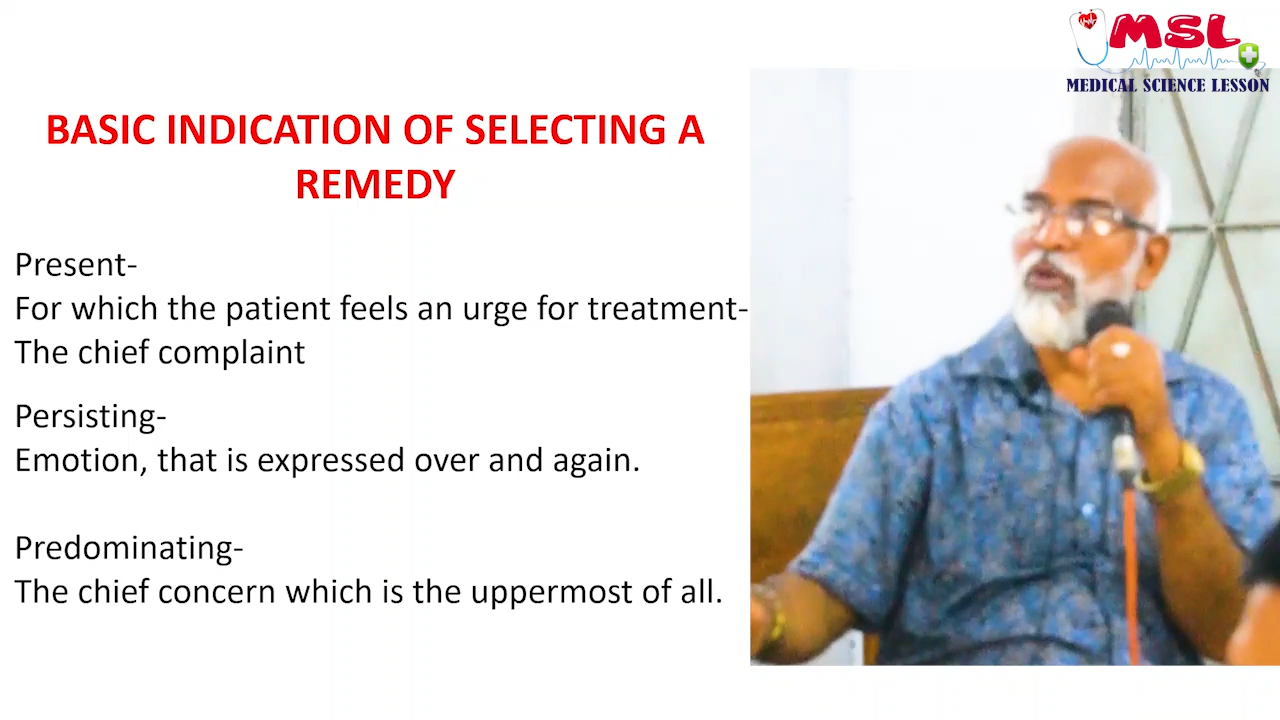 MSL
MEDICAL SCIENCE LESSON
BASIC INDICATION OF SELECTING A
REMEDY
Present-
For which the patient feels an urge for treatment-
The chief complaint
Persisting-
Emotion, that is expressed over and again.
Predominating-
The chief concern which is the uppermost of all.